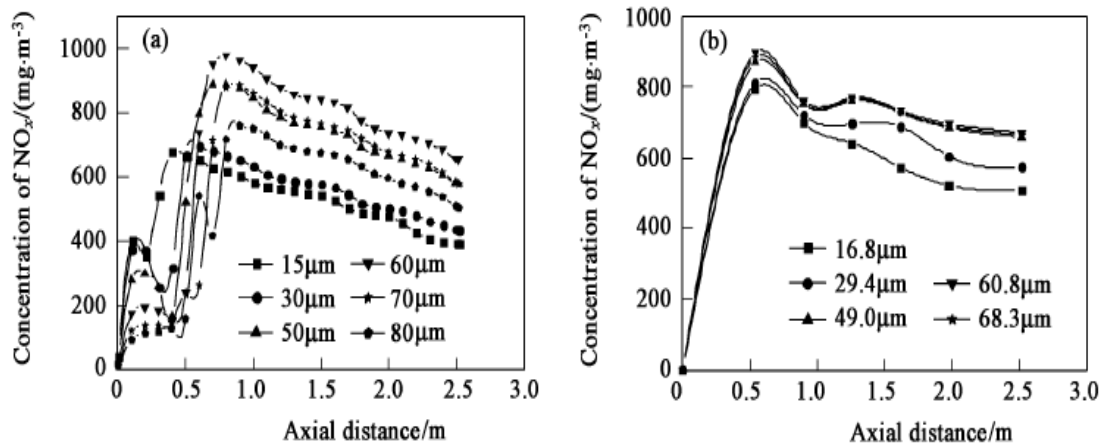 (a)
Concentration of NOx/(mg·m-3)
1000
800
600
400
200
0
15μm
60μm
30μm
70μm
50μm
80μm
0 0.5 1.0 1.5 2.0 2.5 3.0
Axial distance/m
(b)
Concentration of NOx/(mg·m-3)
1000
800
600
400
200
0
16.8μm
29.4μm
60.8μm
49.0μm
68.3μm
0 0.5 1.0 1.5 2.0 2.5 3.0
Axial distance/m